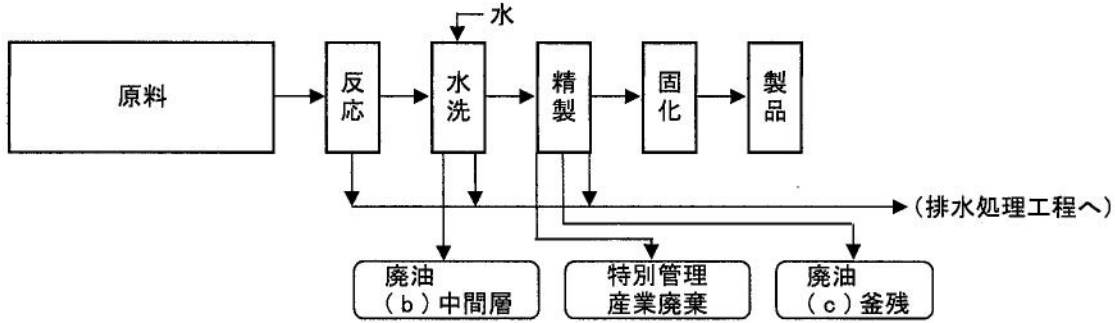 水
原料
反応
水洗
精製
固化
製品
(排水処理工程へ)
廃油
(b)中間層
特別管理
産業廃棄
廃油
(c)釜残